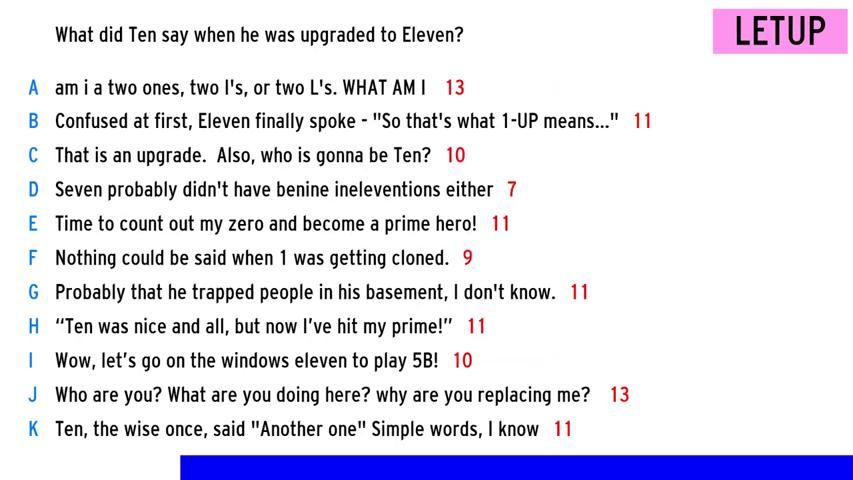 What did Ten say when he was upgraded to Eleven?
LETUP
A am i a two ones, two I's, or two L's. WHAT AM I 13
B Confused at first, Eleven finally spoke - "So that's what 1-UP means..." 11
C That is an upgrade. Also, who is gonna be Ten? 10
D Seven probably didn't have benine ineleventions either 7
E Time to count out my zero and become a prime hero! 11
F Nothing could be said when 1 was getting cloned. 9
G Probably that he trapped people in his basement, I don't know. 11
H “Ten was nice and all, but now I’ve hit my prime!” 11
I Wow, let’s go on the windows eleven to play 5B! 10
J Who are you? What are you doing here? why are you replacing me? 13
K Ten, the wise once, said "Another one" Simple words, I know 11